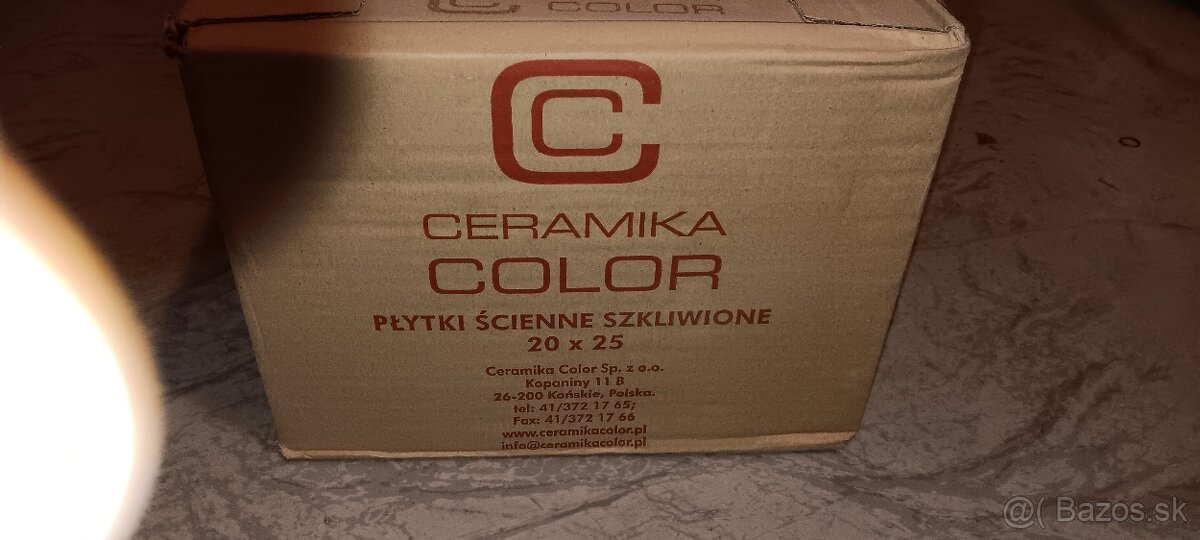 COLOR
CERAMIKA
COLOR
PŁYTKI ŚCIENNE SZKLIWIONE
20 x 25
Ceramika Color Sp. z o.o.
Kopaniny 11 B
26-200 Końskie, Polska.
tel: 41/372 17 65;
Fax: 41/372 17 66
www.ceramikacolor.pl
info@ceramikacolor.pl
@( Bazos.sk